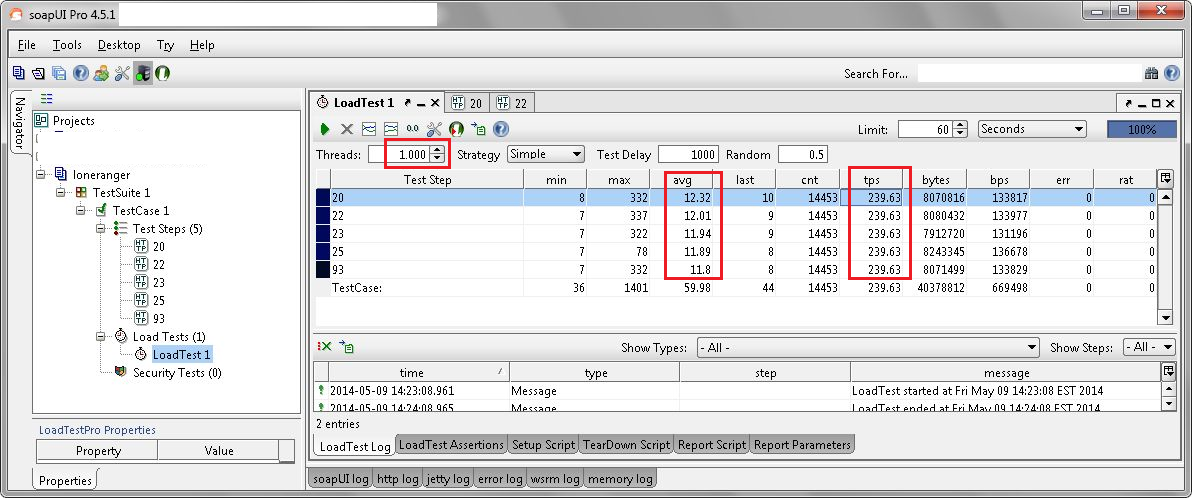 soapUI Pro 4.5.1
File Tools Desktop Try Help
Search For...
Navigator
Projects
loneranger
TestSuite 1
TestCase 1
Test Steps (5)
HTTP 20
HTTP 22
HTTP 23
HTTP 25
HTTP 93
Load Tests (1)
LoadTest 1
Security Tests (0)
LoadTestPro Properties
Property Value
Properties
LoadTest 1 HTTP 20 HTTP 22
0.0 Limit: 60 Seconds 100%
Threads: 1.000 Strategy Simple Test Delay 1000 Random 0.5
Test Step min max avg last cnt tps bytes bps err rat
20 8 332 12.32 10 14453 239.63 8070816 133817 0 0
22 7 337 12.01 9 14453 239.63 8080432 133977 0 0
23 7 322 11.94 9 14453 239.63 7912720 131196 0 0
25 7 78 11.89 8 14453 239.63 8243345 136678 0 0
93 7 332 11.8 8 14453 239.63 8071499 133829 0 0
TestCase: 36 1401 59.98 44 14453 239.63 40378812 669498 0 0
Show Types: - All - Show Steps: - All -
time type step message
2014-05-09 14:23:08.961 Message LoadTest started at Fri May 09 14:23:08 EST 2014
2014-05-09 14:24:08.965 Message LoadTest ended at Fri May 09 14:24:08 EST 2014
2 entries
LoadTest Log LoadTest Assertions Setup Script TearDown Script Report Script Report Parameters
soapUI log http log jetty log error log wsrm log memory log